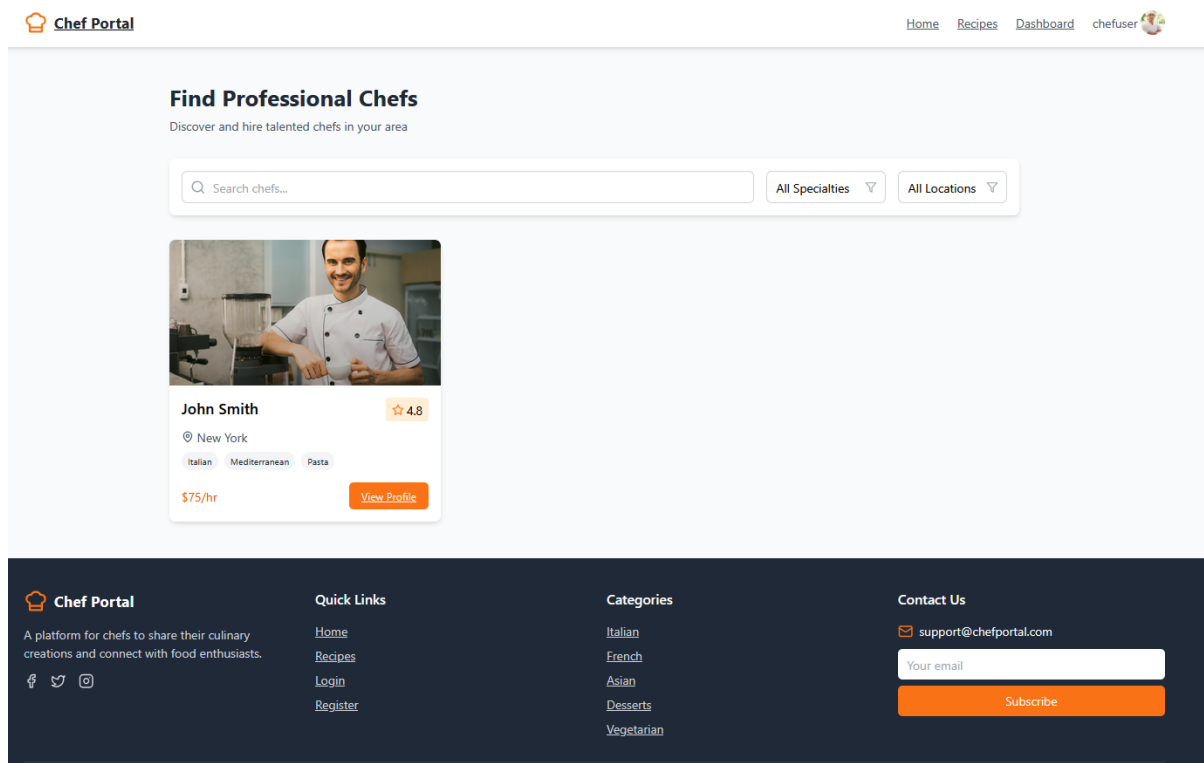 Chef Portal
Home Recipes Dashboard chefuser
Find Professional Chefs
Discover and hire talented chefs in your area
Search chefs...
All Specialties
All Locations
John Smith
4.8
New York
Italian Mediterranean Pasta
$75/hr
View Profile
Chef Portal
A platform for chefs to share their culinary
creations and connect with food enthusiasts.
Quick Links
Home
Recipes
Login
Register
Categories
Italian
French
Asian
Desserts
Vegetarian
Contact Us
support@chefportal.com
Your email
Subscribe